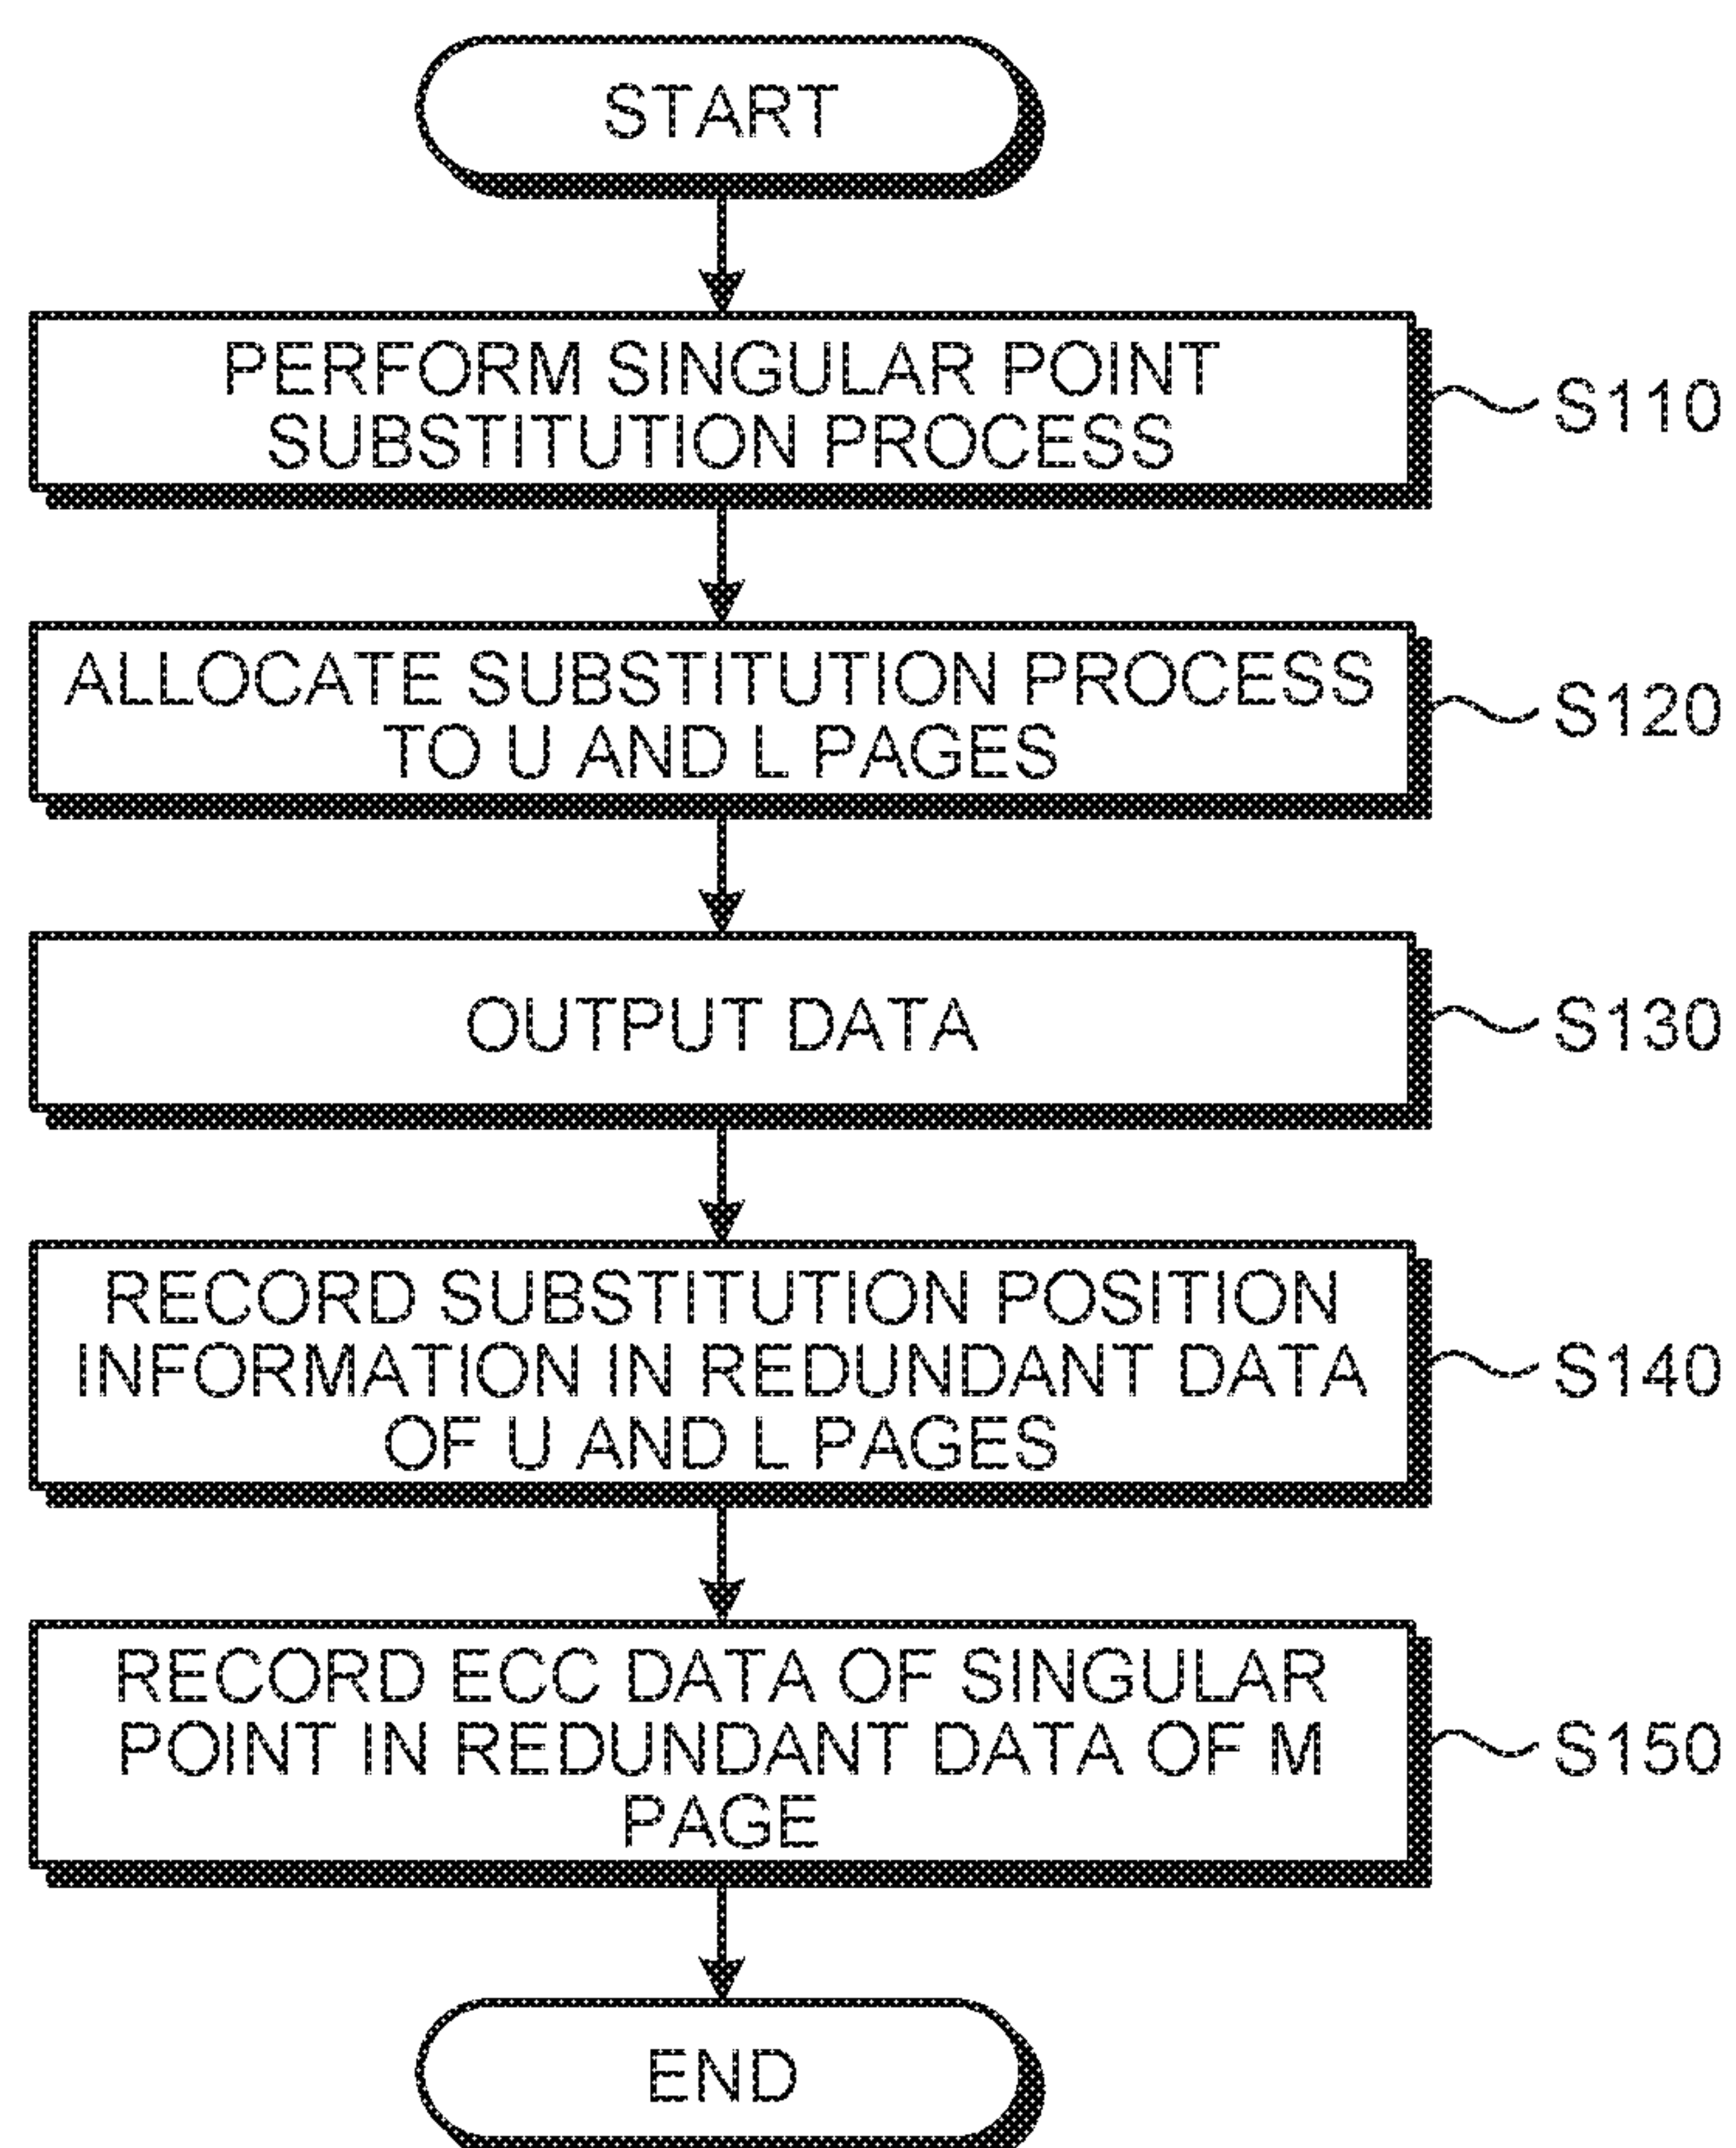 START
PERFORM SINGULAR POINT
SUBSTITUTION PROCESS
S110
ALLOCATE SUBSTITUTION PROCESS
TO U AND L PAGES
S120
OUTPUT DATA
S130
RECORD SUBSTITUTION POSITION
INFORMATION IN REDUNDANT DATA
OF U AND L PAGES
S140
RECORD ECC DATA OF SINGULAR
POINT IN REDUNDANT DATA OF M
PAGE
S150
END